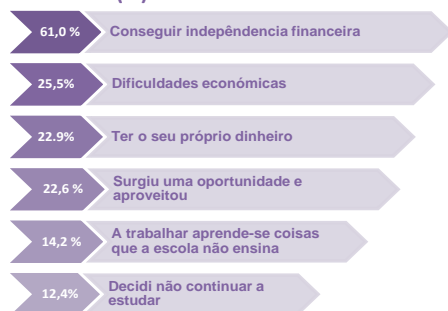 61,0 % Conseguir indepêndencia financeira
25,5% Dificuldades económicas
22.9% Ter o seu próprio dinheiro
22,6 % Surgiu uma oportunidade e
aproveitou
14,2 % A trabalhar aprende-se coisas
que a escola não ensina
12,4% Decidi não continuar a
estudar